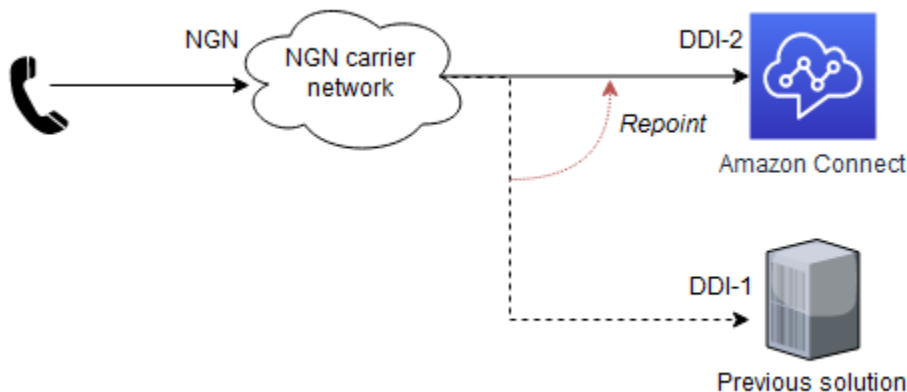 NGN
NGN carrier
network
DDI-2
Repoint
Amazon Connect
DDI-1
Previous solution